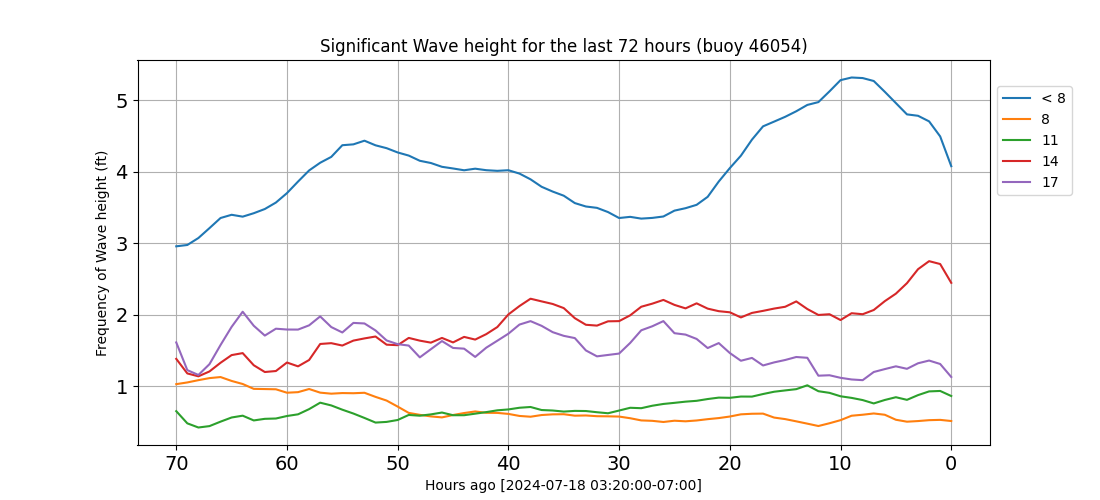 Significant Wave height for the last 72 hours (buoy 46054)
Frequency of Wave height (ft)
5
4
3
2
1
70 60 50 40 30 20 10 0
Hours ago [2024-07-18 03:20:00-07:00]
< 8
8
11
14
17